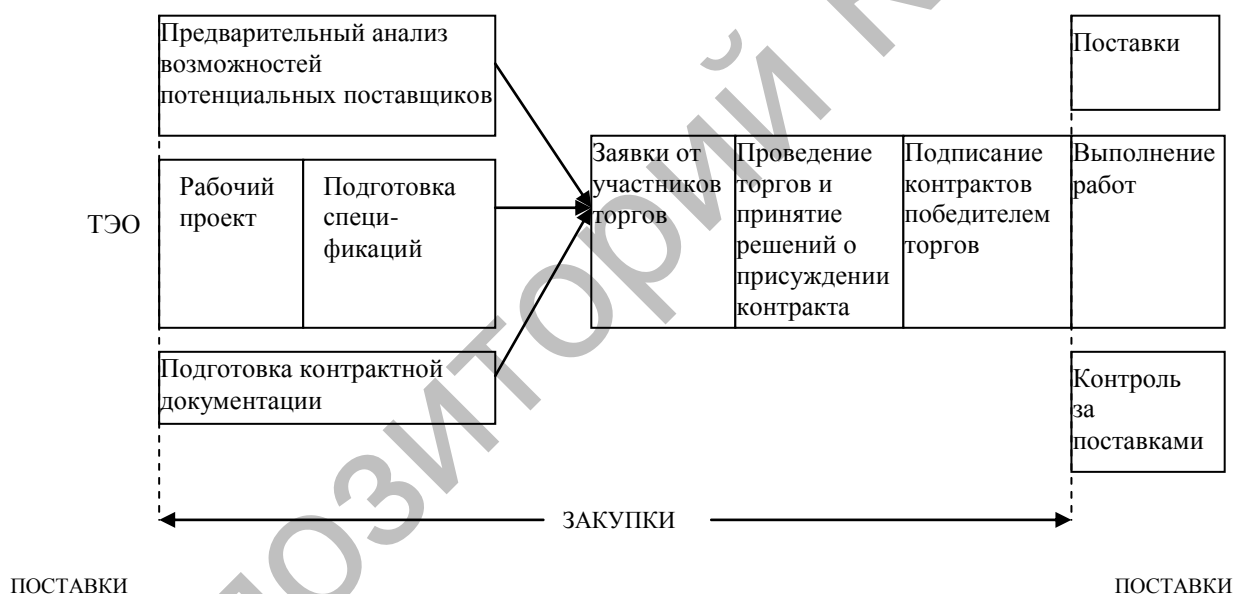 Предварительный анализ
возможностей
потенциальных поставщиков
Поставки
ТЭО
Рабочий
проект
Подготовка
специ-
фикаций
Заявки от
участников
торгов
Проведение
торгов и
принятие
решений о
присуждении
контракта
Подписание
контрактов
победителем
торгов
Выполнение
работ
Подготовка контрактной
документации
Контроль
за
поставками
ЗАКУПКИ
ПОСТАВКИ
ПОСТАВКИ